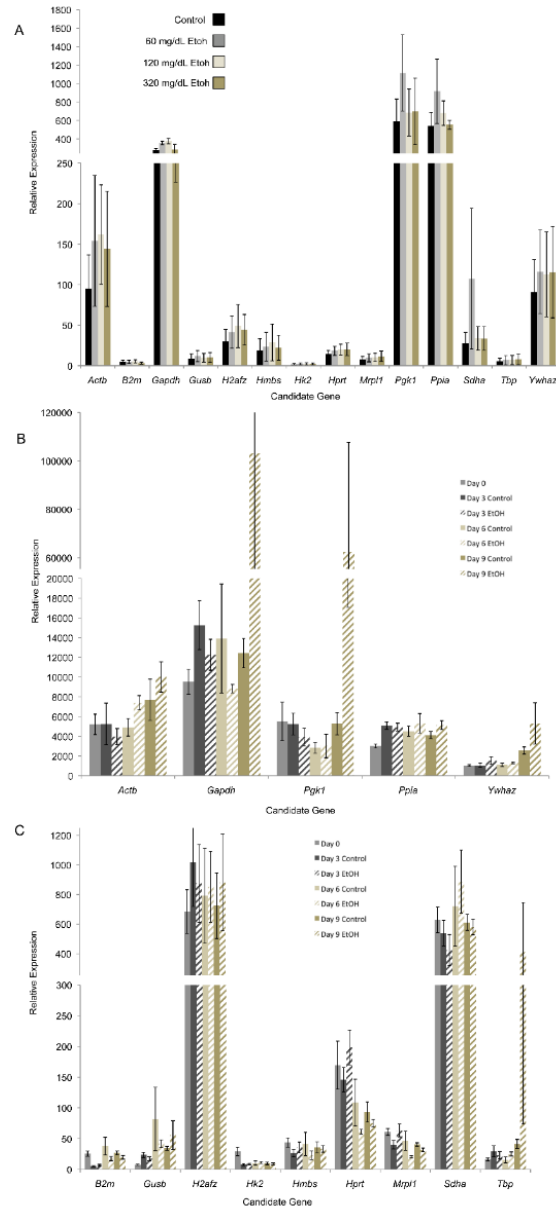 A
Control
60 mg/dL Etoh
120 mg/dL Etoh
320 mg/dL Etoh
Relative Expression
1800
1600
1400
1200
1000
800
600
400
250
200
150
100
50
0
Actb B2m Gapdh Gusb H2afz Hmbs Hk2 Hprt Mrpl1 Pgk1 Ppia Sdha Tbp Ywhaz
Candidate Gene
B
Relative Expression
120000
100000
80000
60000
20000
18000
16000
14000
12000
10000
8000
6000
4000
2000
0
Day 0
Day 3 Control
Day 3 EtOH
Day 6 Control
Day 6 EtOH
Day 9 Control
Day 9 EtOH
Actb Gapdh Pgk1 Ppia Ywhaz
Candidate Gene
C
Relative Expression
1200
1000
800
600
400
300
250
200
150
100
50
0
Day 0
Day 3 Control
Day 3 EtOH
Day 6 Control
Day 6 EtOH
Day 9 Control
Day 9 EtOH
B2m Gusb H2afz Hk2 Hmbs Hprt Mrpl1 Sdha Tbp
Candidate Gene